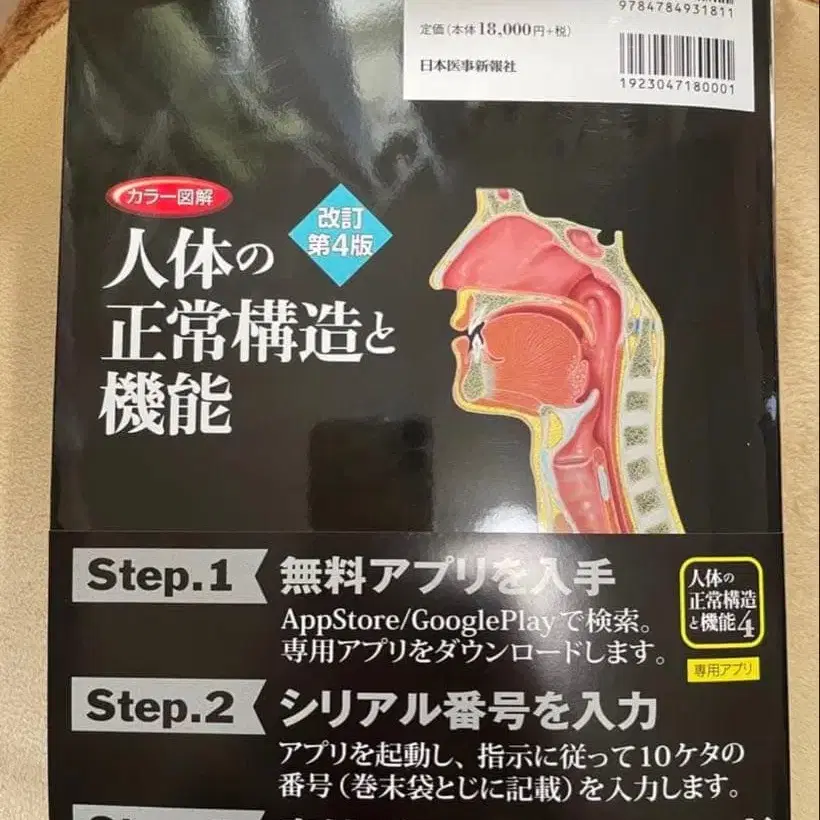 9784784931811
定価(本体18,000円+税)
日本医事新報社
1923047180001
カラー図解
改訂
第4版
人体の
正常構造と
機能
Step.1
無料アプリを入手
AppStore/GooglePlayで検索。
専用アプリをダウンロードします。
人体の
正常構造
と機能4
専用アプリ
Step.2
シリアル番号を入力
アプリを起動し、指示に従って10ケタの
番号(巻末袋とじに記載)を入力します。